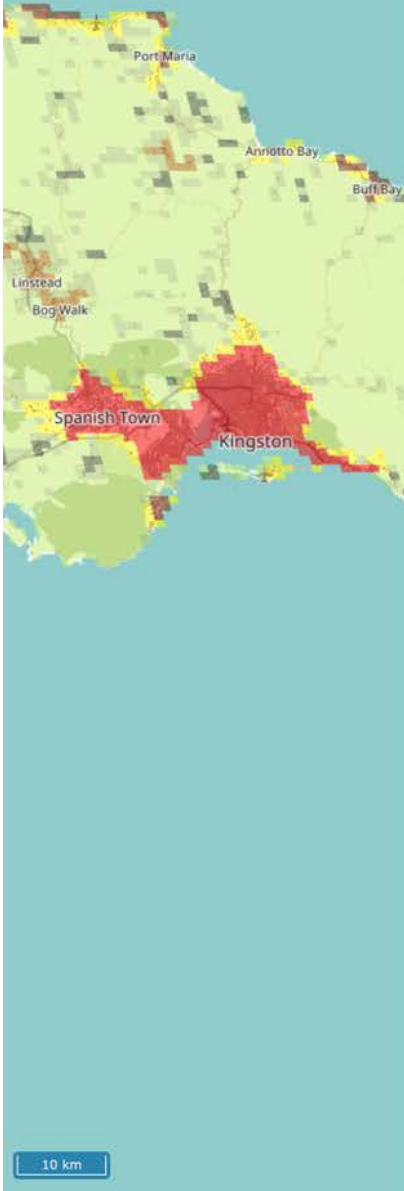 Port Maria
Annotto Bay
Buff Bay
Linstead
Bog Walk
Spanish Town
Kingston
10 km